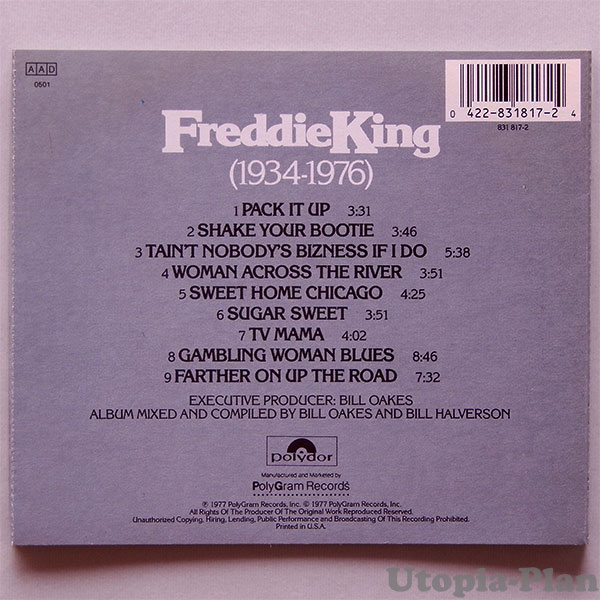 AAD
0501
0 422-831817-2 4
831 817-2
FreddieKing
(1934-1976)
1 PACK IT UP 3:31
2 SHAKE YOUR BOOTIE 3:46
3 TAIN'T NOBODY'S BIZNESS IF I DO 5:38
4 WOMAN ACROSS THE RIVER 3:51
5 SWEET HOME CHICAGO 4:25
6 SUGAR SWEET 3:51
7 TV MAMA 4:02
8 GAMBLING WOMAN BLUES 8:46
9 FARTHER ON UP THE ROAD 7:32
EXECUTIVE PRODUCER: BILL OAKES
ALBUM MIXED AND COMPILED BY BILL OAKES AND BILL HALVERSON
polydor
Manufactured and Marketed by
PolyGram Records
℗ 1977 PolyGram Records, Inc. © 1977 PolyGram Records, Inc.
All Rights Of The Producer Of The Original Work Reproduced Reserved.
Unauthorized Copying, Hiring, Lending, Public Performance and Broadcasting Of This Recording Prohibited.
Printed in U.S.A.
Utopia-Plan